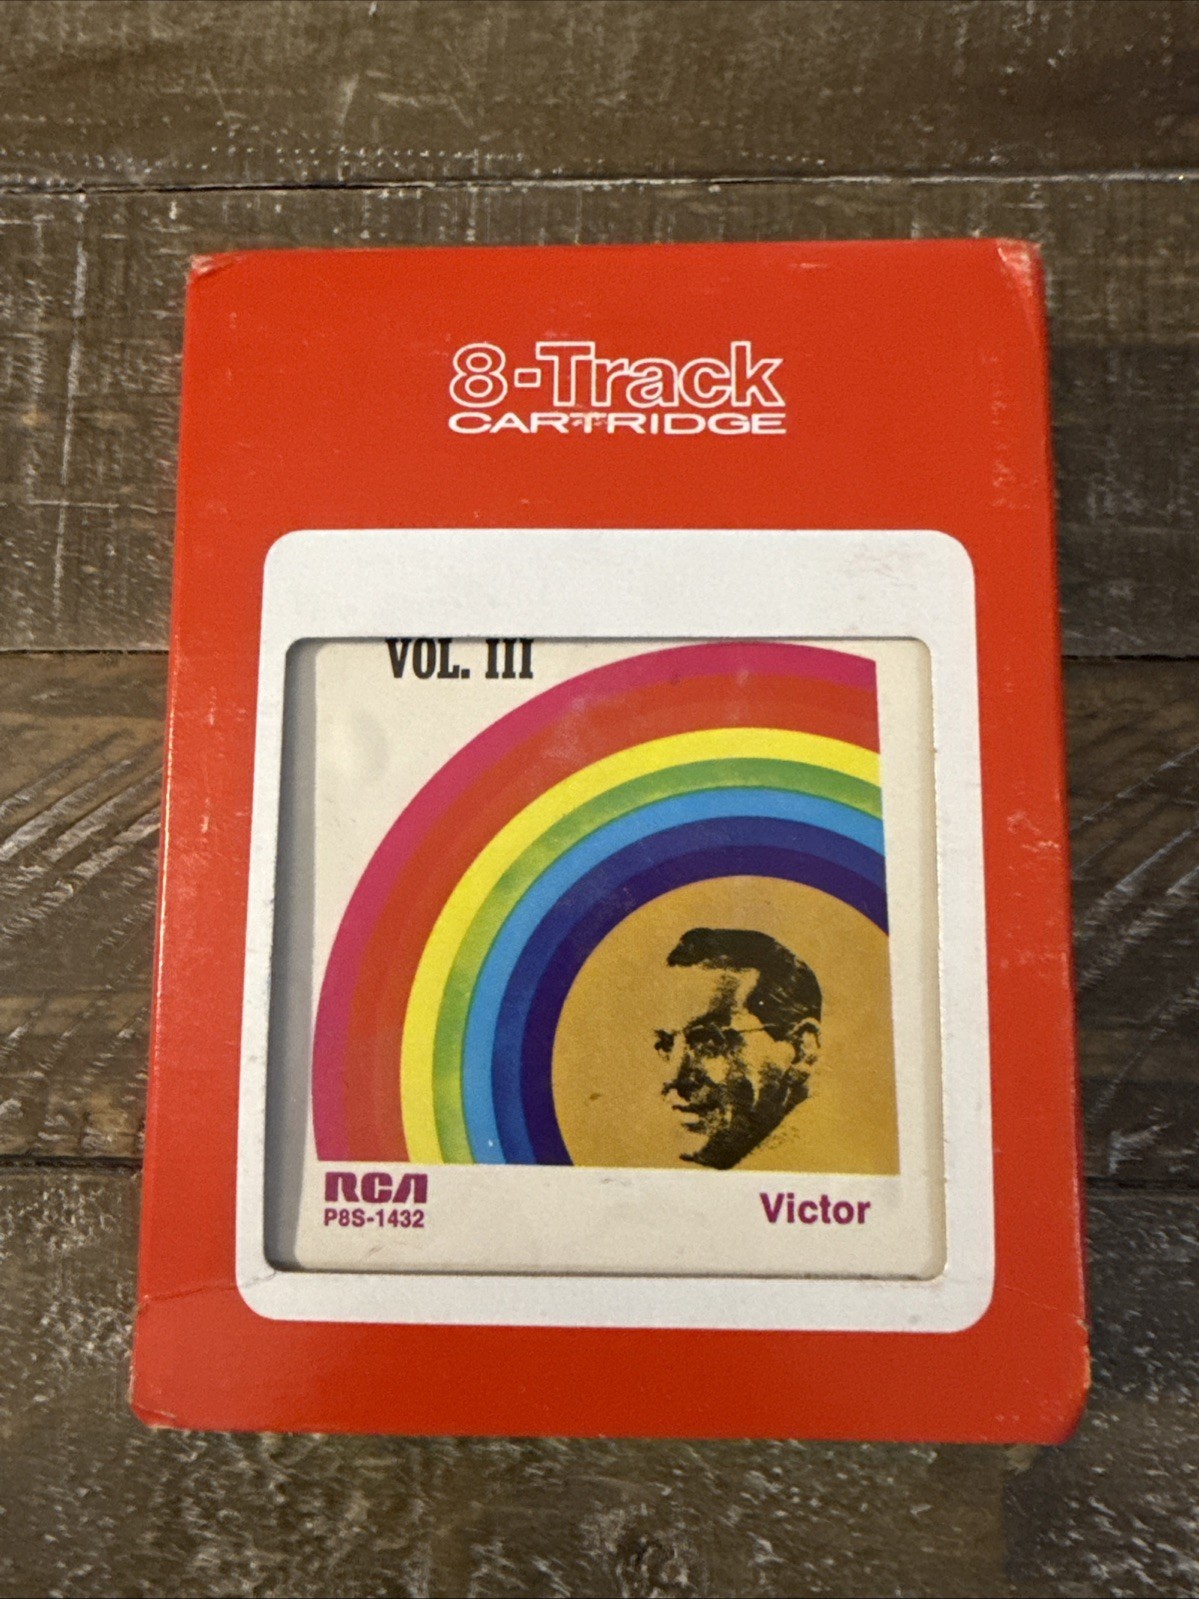 8-Track
CARTRIDGE
VOL. III
RCA
P8S-1432
Victor